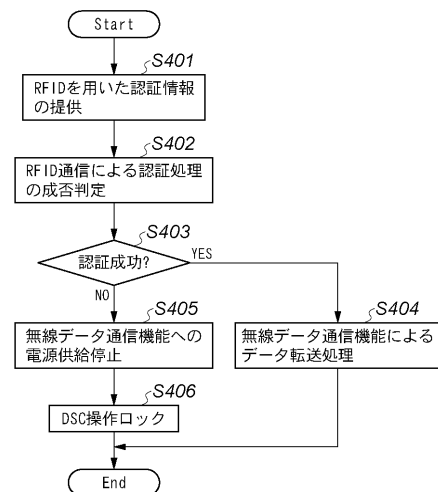 Start
S401
RFIDを用いた認証情報
の提供
S402
RFID通信による認証処理
の成否判定
S403
認証成功?
YES
NO
S405
無線データ通信機能への
電源供給停止
S404
無線データ通信機能による
データ転送処理
S406
DSC操作ロック
End